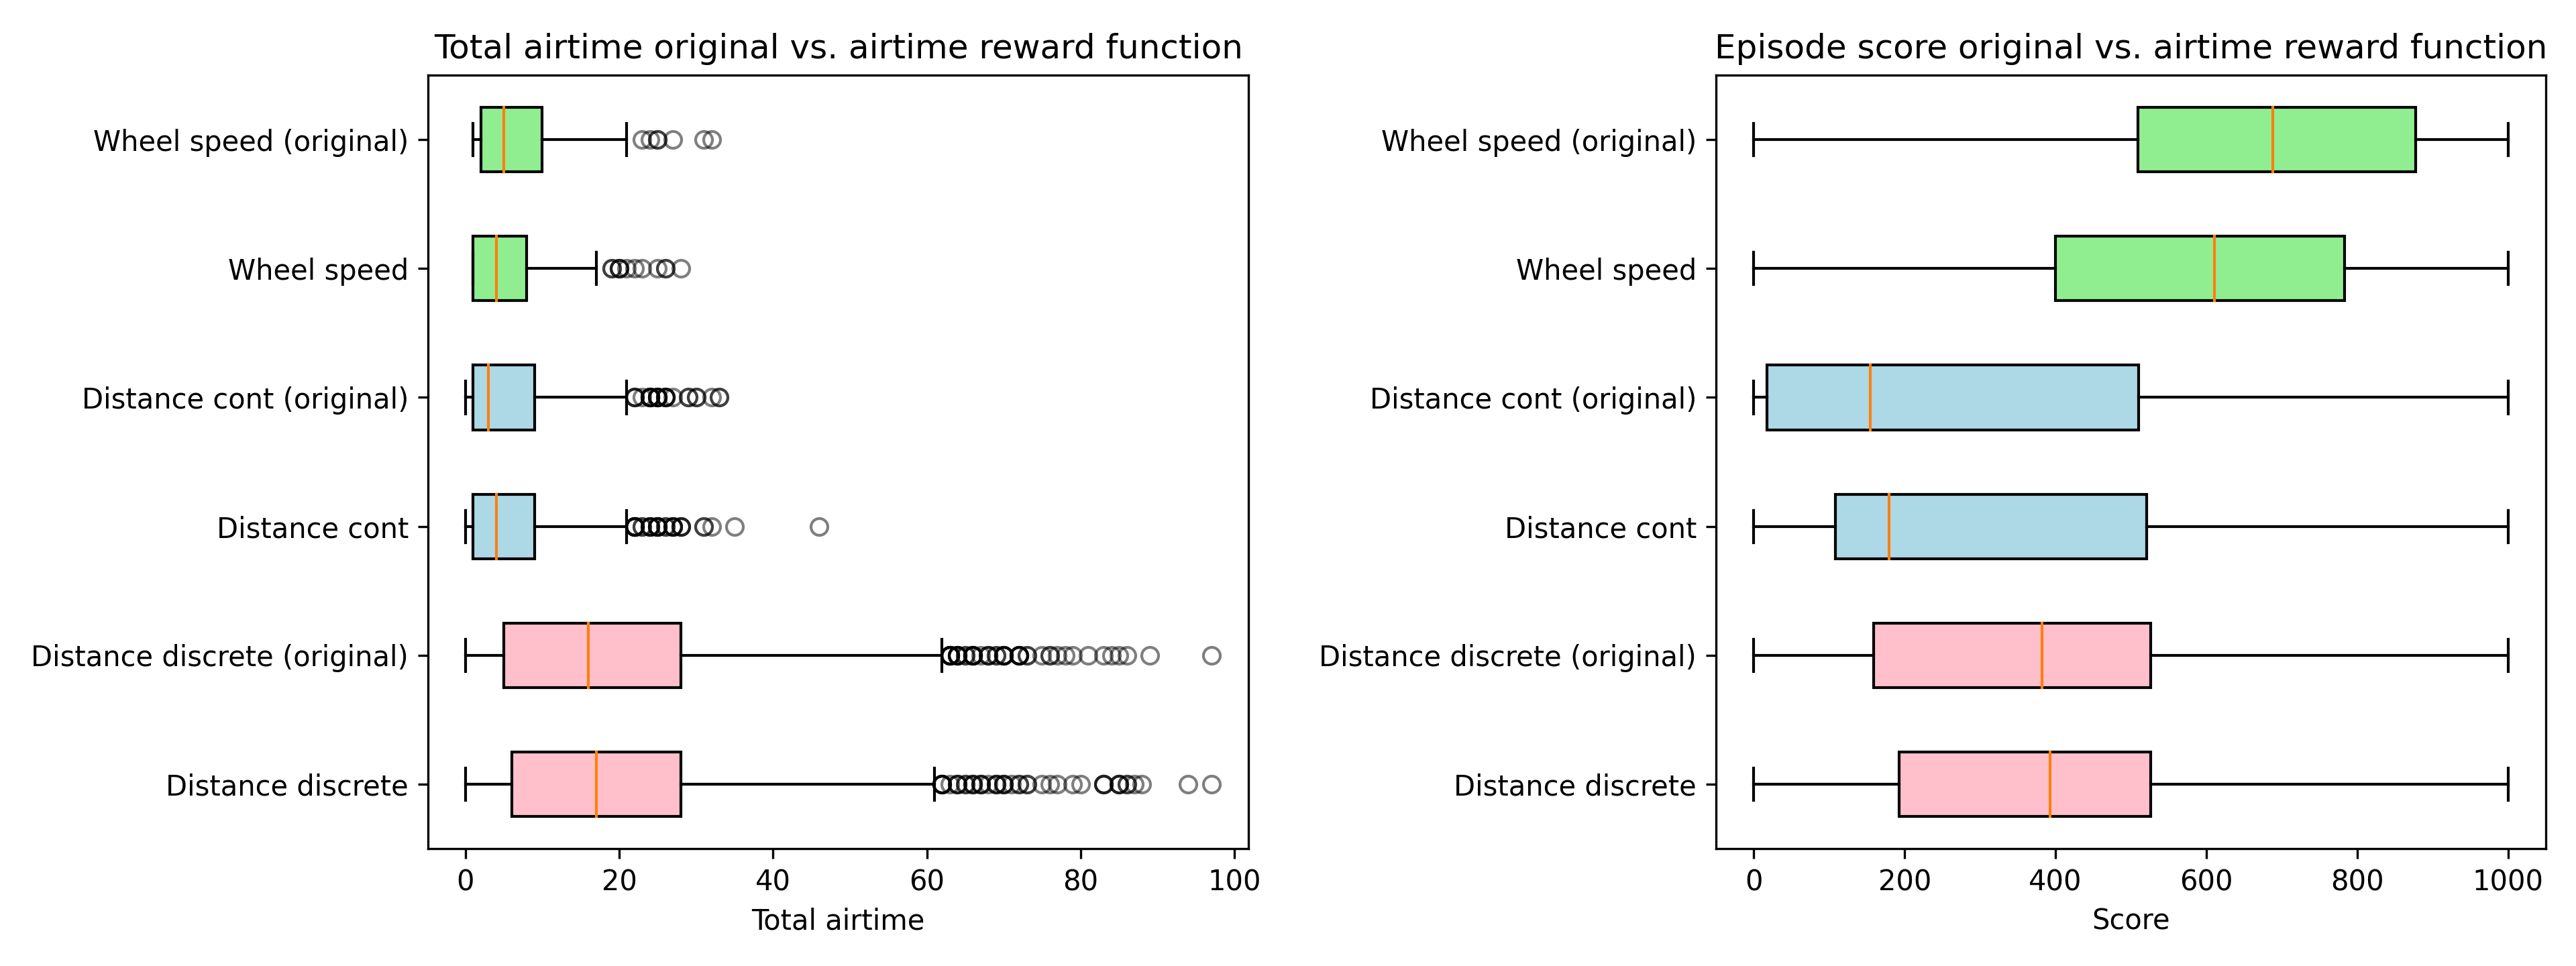 Total airtime original vs. airtime reward function
Wheel speed (original)
Wheel speed
Distance cont (original)
Distance cont
Distance discrete (original)
Distance discrete
0 20 40 60 80 100
Total airtime
Episode score original vs. airtime reward function
Wheel speed (original)
Wheel speed
Distance cont (original)
Distance cont
Distance discrete (original)
Distance discrete
0 200 400 600 800 1000
Score